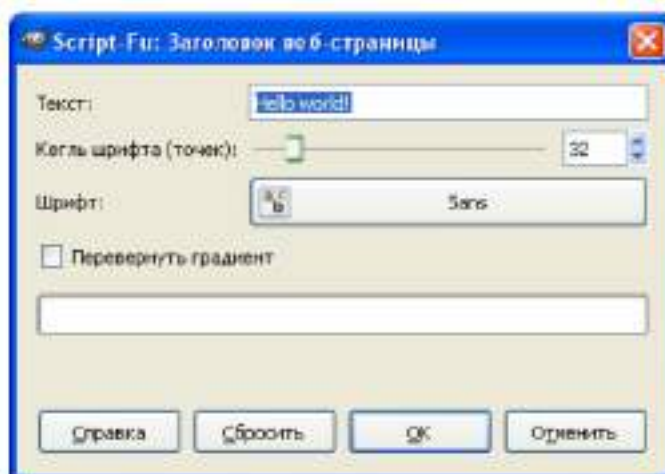 Script-Fu: Заголовок веб-страницы
Текст: Hello world!
Кегль шрифта (точек): 32
Шрифт: Sans
Перевернуть градиент
Справка Сбросить OK Отменить